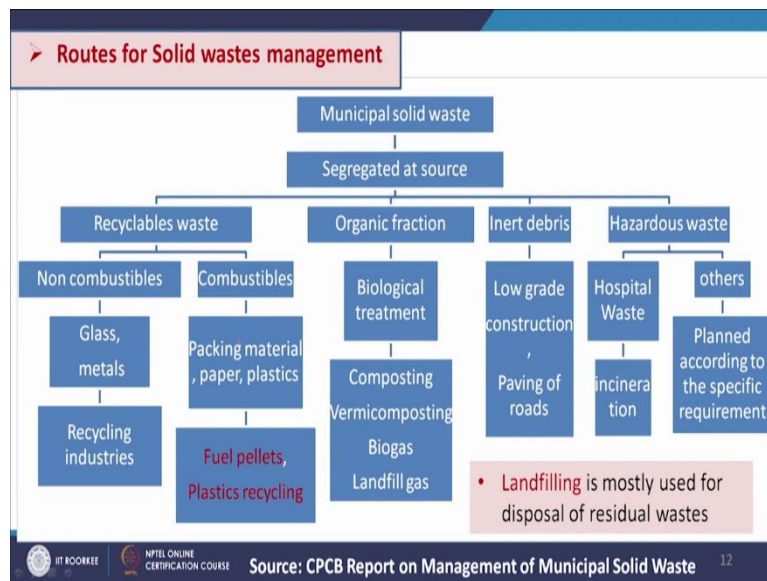 ➢ Routes for Solid wastes management
Municipal solid waste
Segregated at source
Recyclables waste
Organic fraction
Inert debris
Hazardous waste
Non combustibles
Combustibles
Biological
treatment
Low grade
construction
,
Paving of
roads
Hospital
Waste
others
Glass,
metals
Packing material
, paper, plastics
Composting
Vermicomposting
Biogas
Landfill gas
incinera
tion
Planned
according to
the specific
requirement
Recycling
industries
Fuel pellets,
Plastics recycling
• Landfilling is mostly used for
disposal of residual wastes
IIT ROORKEE
NPTEL ONLINE
CERTIFICATION COURSE
Source: CPCB Report on Management of Municipal Solid Waste
12